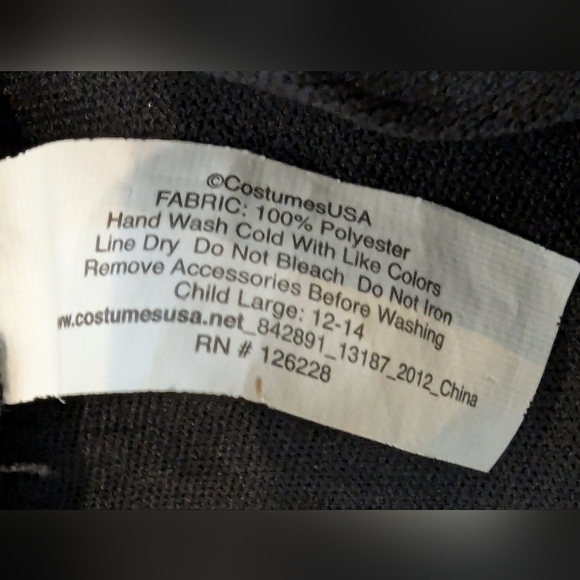 ©CostumesUSA
FABRIC: 100% Polyester
Hand Wash Cold With Like Colors
Line Dry Do Not Bleach Do Not Iron
Remove Accessories Before Washing
Child Large: 12-14
ww.costumesusa.net_842891_13187_2012_China
RN # 126228